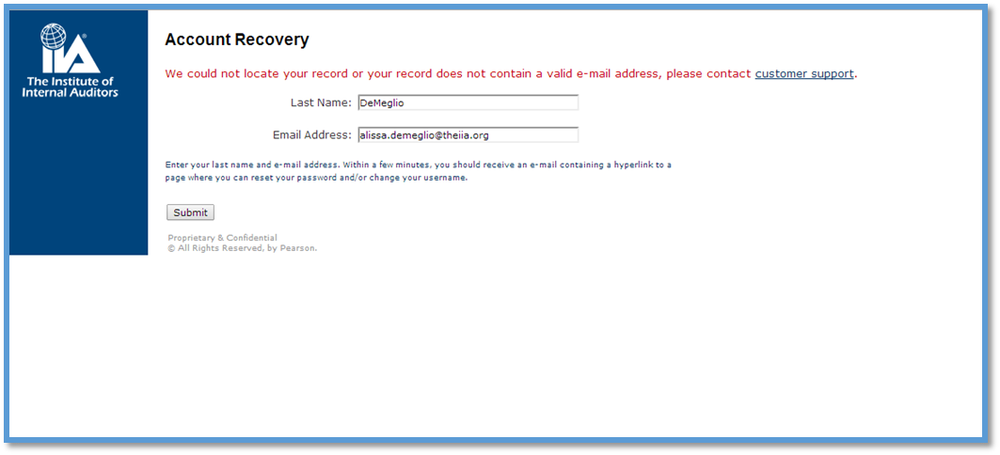 IIA®
The Institute of
Internal Auditors
Account Recovery
We could not locate your record or your record does not contain a valid e-mail address, please contact customer support.
Last Name: DeMeglio
Email Address: alissa.demeglio@theiia.org
Enter your last name and e-mail address. Within a few minutes, you should receive an e-mail containing a hyperlink to a
page where you can reset your password and/or change your username.
Submit
Proprietary & Confidential
© All Rights Reserved, by Pearson.